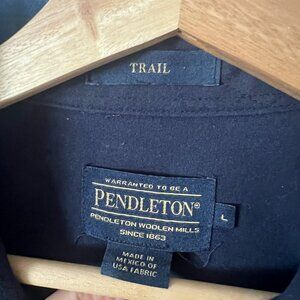 TRAIL
WARRANTED TO BE A
PENDLETON®
PENDLETON WOOLEN MILLS
SINCE 1863
L
MADE IN
MEXICO OF
USA FABRIC